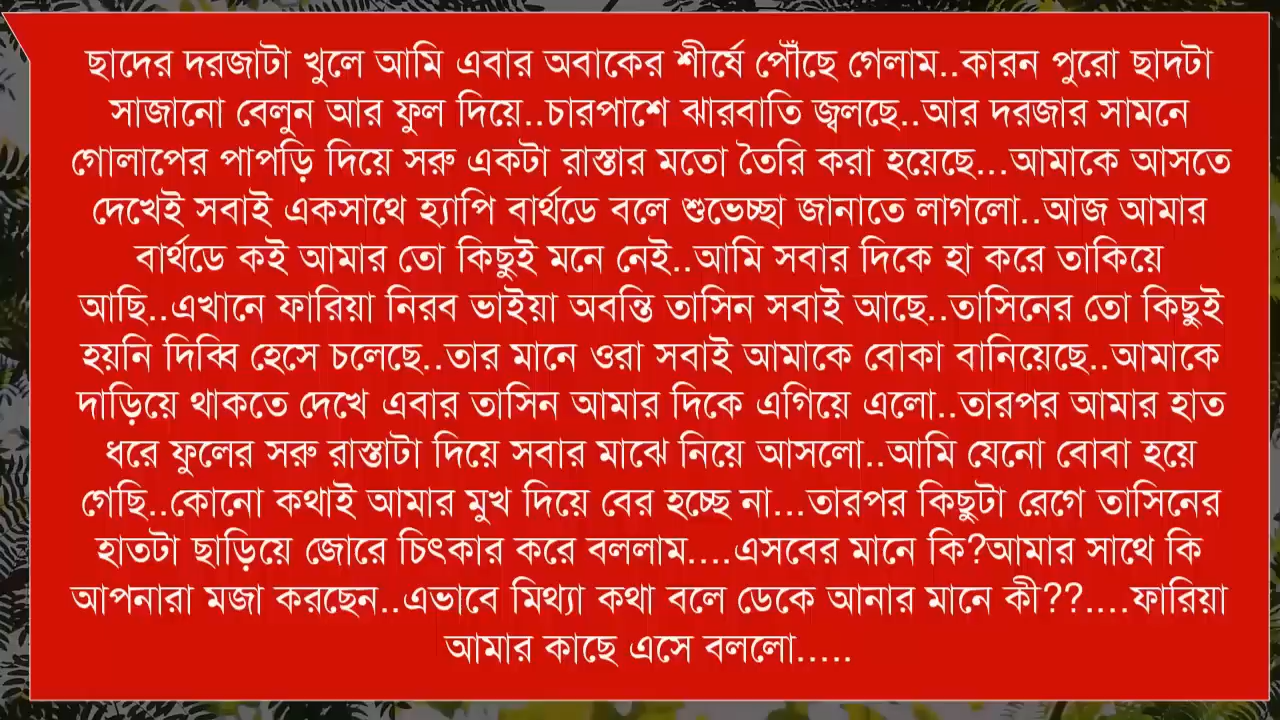 ছাদের দরজাটা খুলে আমি এবার অবাকের শীর্ষে পৌঁছে গেলাম..কারন পুরো ছাদটা
সাজানো বেলুন আর ফুল দিয়ে..চারপাশে ঝারবাতি জ্বলছে..আর দরজার সামনে
গোলাপের পাপড়ি দিয়ে সরু একটা রাস্তার মতো তৈরি করা হয়েছে...আমাকে আসতে
দেখেই সবাই একসাথে হ্যাপি বার্থডে বলে শুভেচ্ছা জানাতে লাগলো..আজ আমার
বার্থডে কই আমার তো কিছুই মনে নেই..আমি সবার দিকে হা করে তাকিয়ে
আছি..এখানে ফারিয়া নিরব ভাইয়া অবন্তি তাসিন সবাই আছে..তাসিনের তো কিছুই
হয়নি দিব্বি হেসে চলেছে..তার মানে ওরা সবাই আমাকে বোকা বানিয়েছে..আমাকে
দাড়িয়ে থাকতে দেখে এবার তাসিন আমার দিকে এগিয়ে এলো..তারপর আমার হাত
ধরে ফুলের সরু রাস্তাটা দিয়ে সবার মাঝে নিয়ে আসলো..আমি যেনো বোবা হয়ে
গেছি..কোনো কথাই আমার মুখ দিয়ে বের হচ্ছে না...তারপর কিছুটা রেগে তাসিনের
হাতটা ছাড়িয়ে জোরে চিৎকার করে বললাম....এসবের মানে কি?আমার সাথে কি
আপনারা মজা করছেন..এভাবে মিথ্যা কথা বলে ডেকে আনার মানে কী??....ফারিয়া
আমার কাছে এসে বললো.....